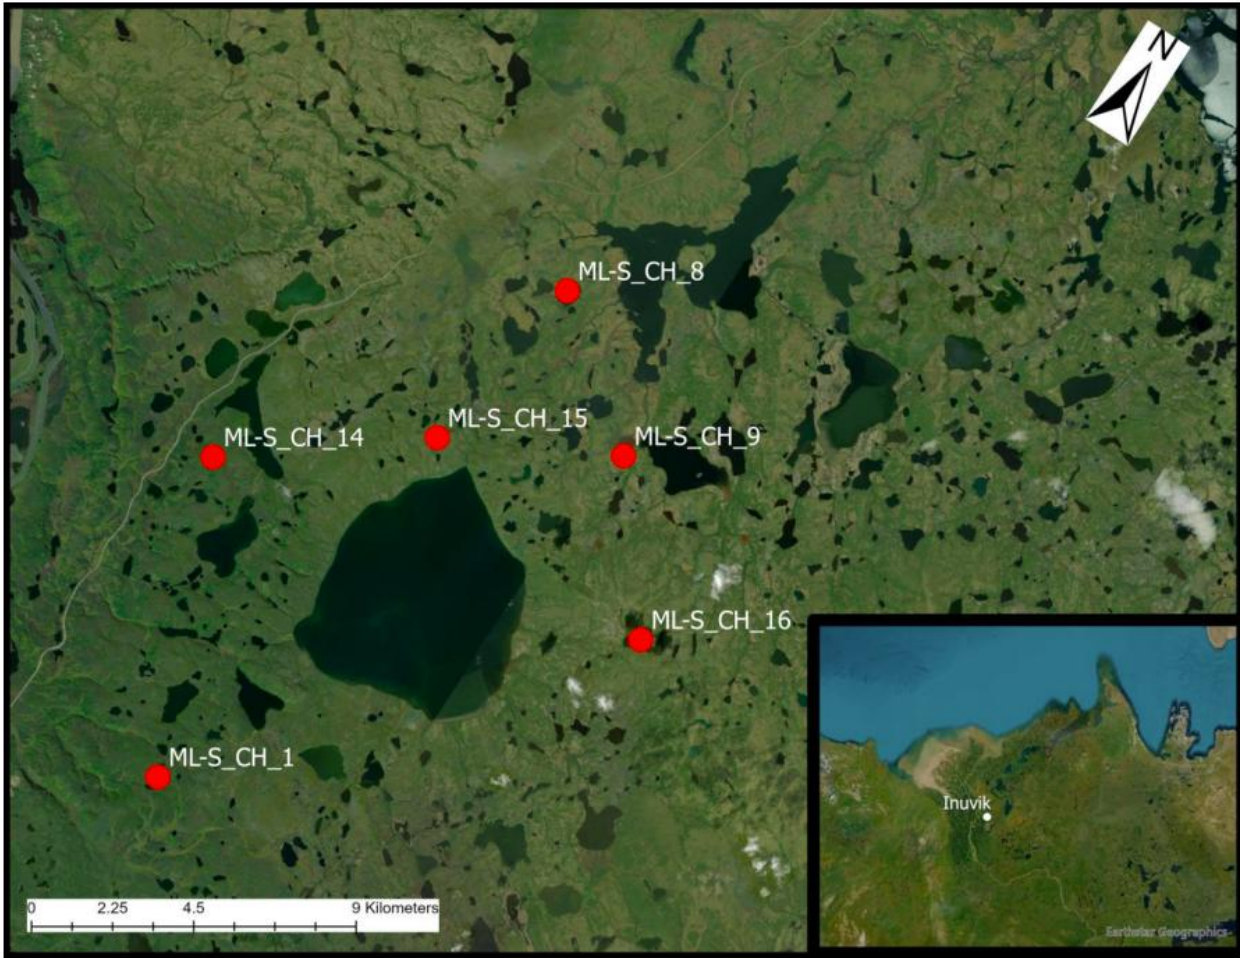 N
ML-S_CH_8
ML-S_CH_15
ML-S_CH_14
ML-S_CH_9
ML-S_CH_16
ML-S_CH_1
Inuvik
0 2.25 4.5 9 Kilometers
Earthstar Geographics